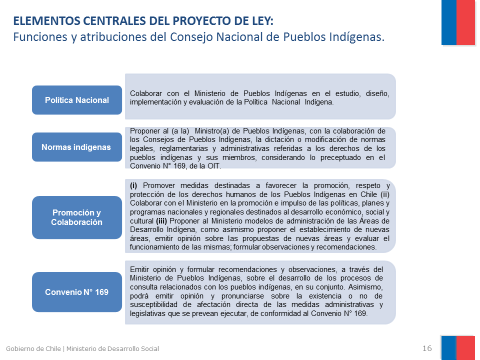 ELEMENTOS CENTRALES DEL PROYECTO DE LEY:
Funciones y atribuciones del Consejo Nacional de Pueblos Indígenas.
Política Nacional
Colaborar con el Ministerio de Pueblos Indígenas en el estudio, diseño,
implementación y evaluación de la Política Nacional Indígena.
Normas indígenas
Proponer al (a la) Ministro(a) de Pueblos Indígenas, con la colaboración de
los Consejos de Pueblos Indígenas, la dictación o modificación de normas
legales, reglamentarias y administrativas referidas a los derechos de los
pueblos indígenas y sus miembros, considerando lo preceptuado en el
Convenio N° 169, de la OIT.
Promoción y
Colaboración
(i) Promover medidas destinadas a favorecer la promoción, respeto y
protección de los derechos humanos de los Pueblos Indígenas en Chile (ii)
Colaborar con el Ministerio en la promoción e impulso de las políticas, planes y
programas nacionales y regionales destinados al desarrollo económico, social y
cultural (iii) Proponer al Ministerio modelos de administración de las Áreas de
Desarrollo Indígena, como asimismo proponer el establecimiento de nuevas
áreas, emitir opinión sobre las propuestas de nuevas áreas y evaluar el
funcionamiento de las mismas; formular observaciones y recomendaciones.
Convenio N° 169
Emitir opinión y formular recomendaciones y observaciones, a través del
Ministerio de Pueblos Indígenas, sobre el desarrollo de los procesos de
consulta relacionados con los pueblos indígenas, en su conjunto. Asimismo,
podrá emitir opinión y pronunciarse sobre la existencia o no de
susceptibilidad de afectación directa de las medidas administrativas y
legislativas que se prevean ejecutar, de conformidad al Convenio N° 169.
Gobierno de Chile | Ministerio de Desarrollo Social
16